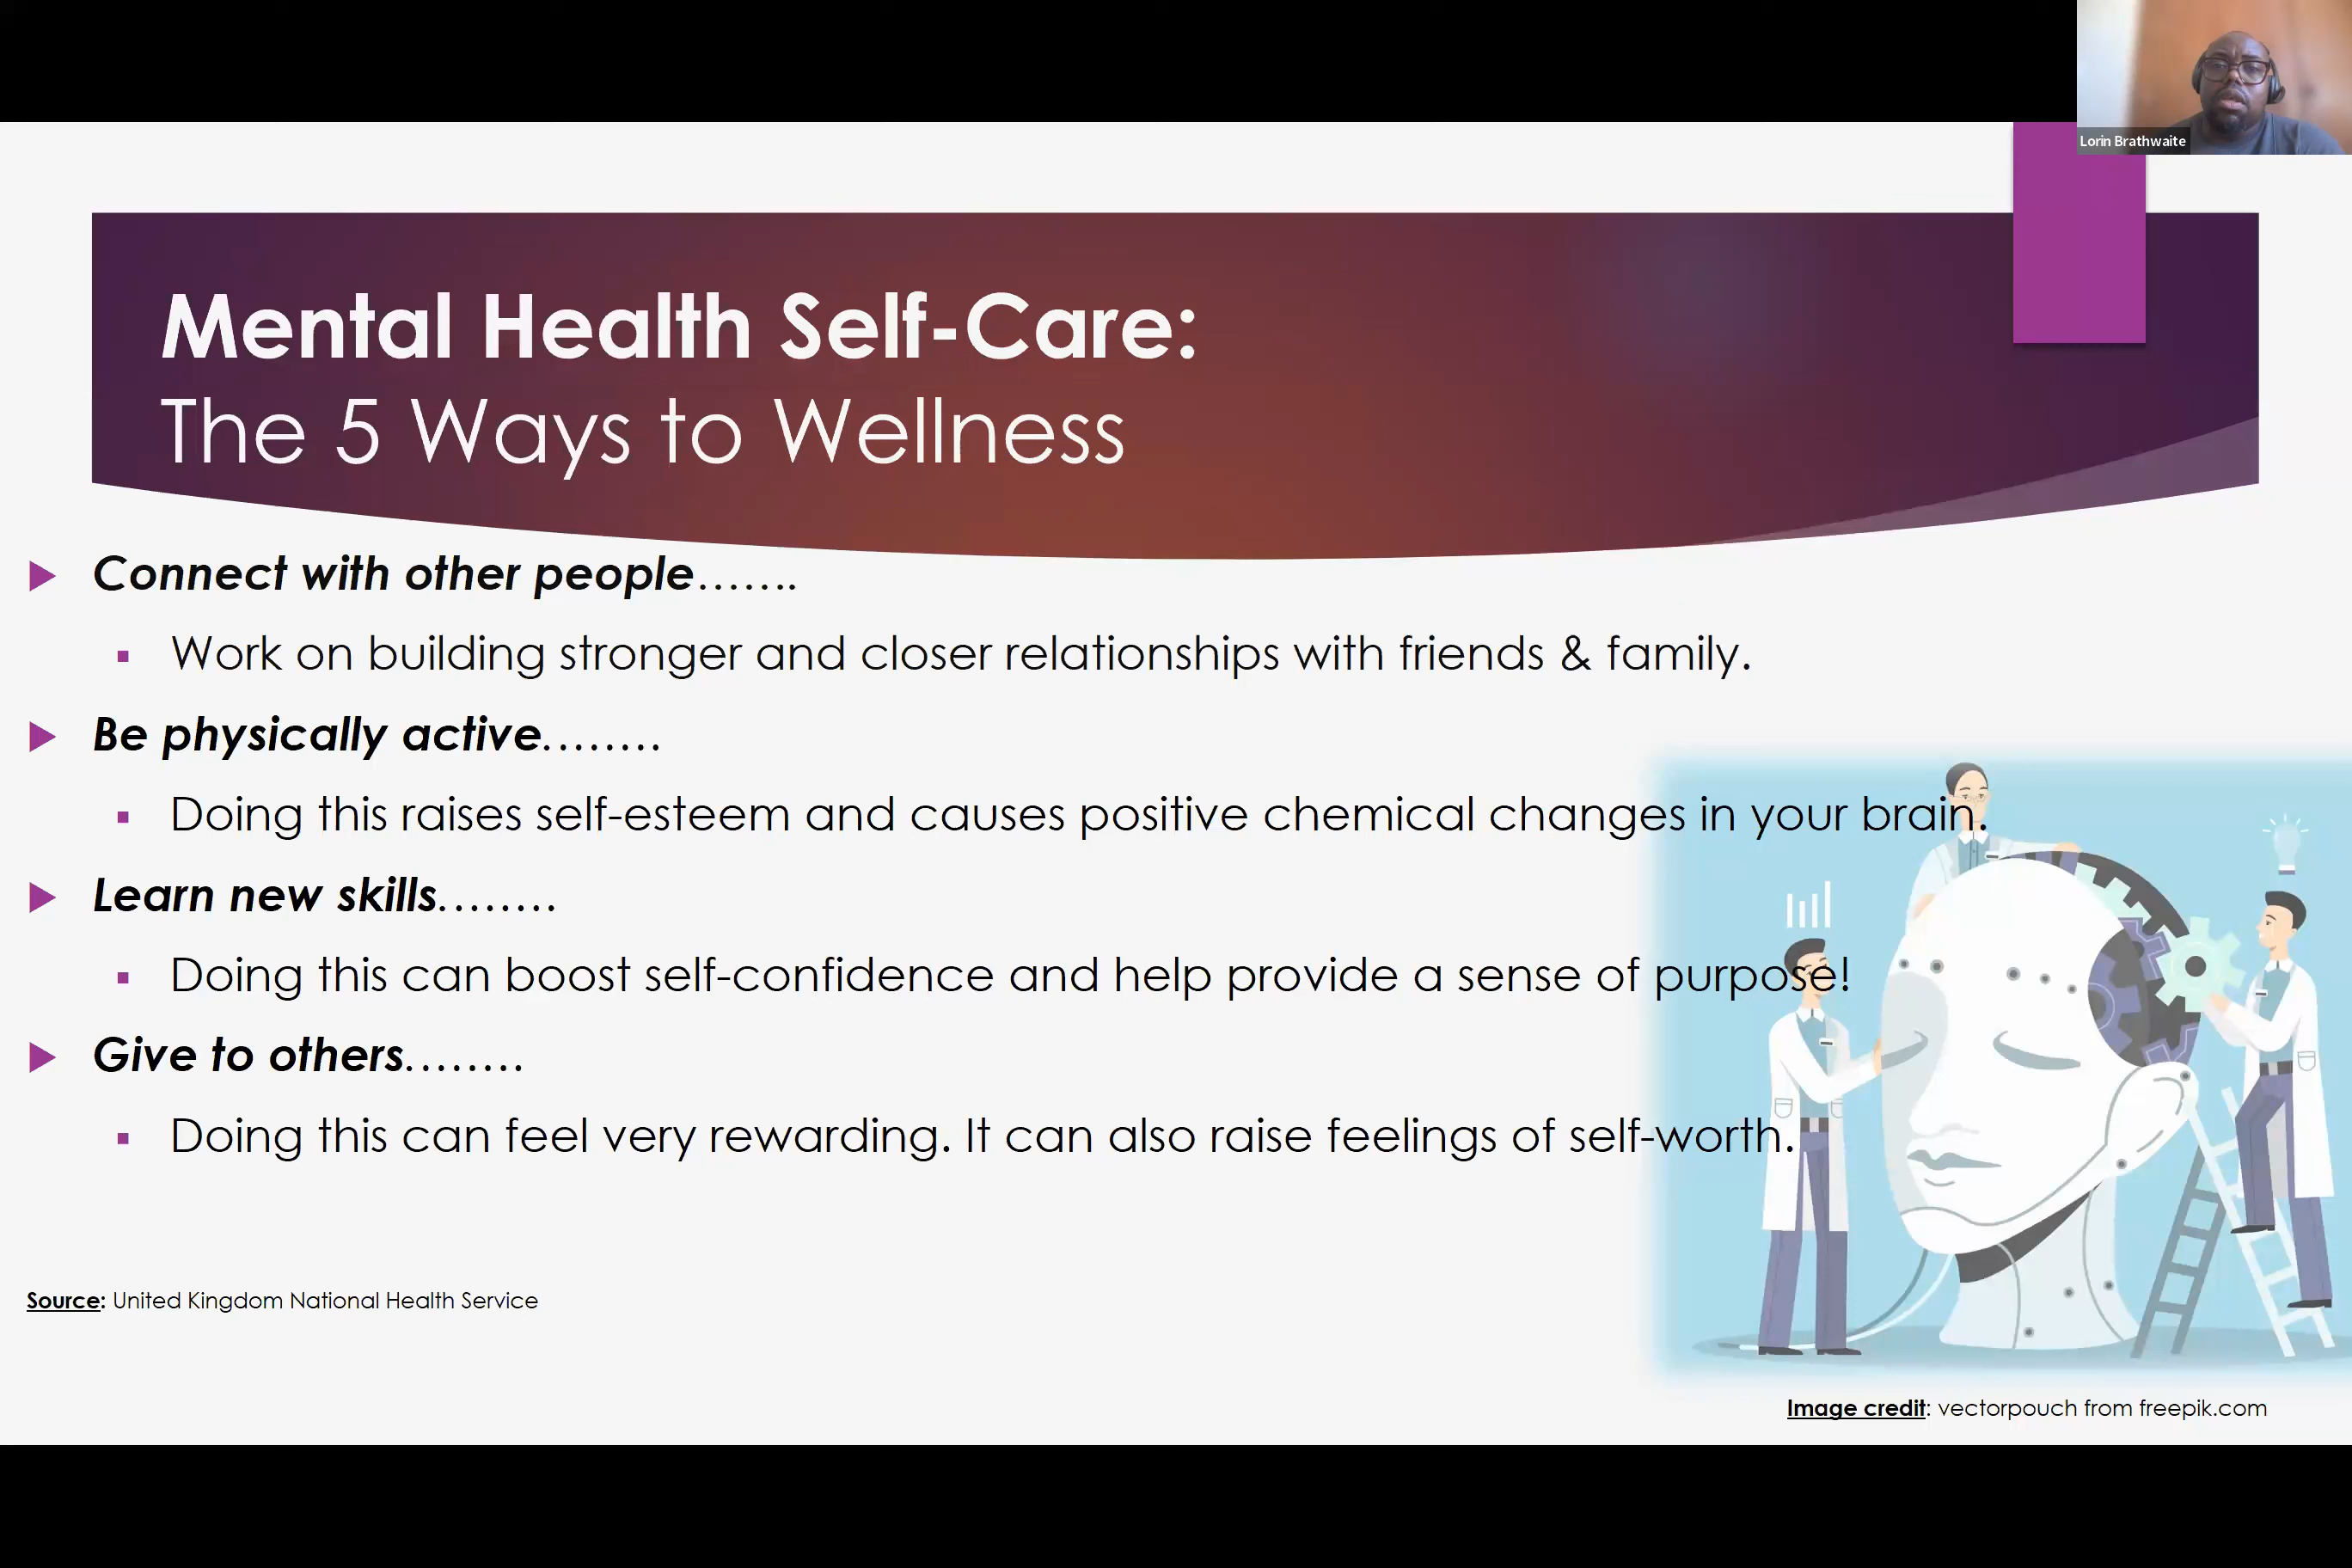 Lorin Brathwaite
Mental Health Self-Care:
The 5 Ways to Wellness
Connect with other people…….
Work on building stronger and closer relationships with friends & family.
Be physically active……..
Doing this raises self-esteem and causes positive chemical changes in your brain.
Learn new skills……..
Doing this can boost self-confidence and help provide a sense of purpose!
Give to others……..
Doing this can feel very rewarding. It can also raise feelings of self-worth.
Source: United Kingdom National Health Service
Image credit: vectorpouch from freepik.com